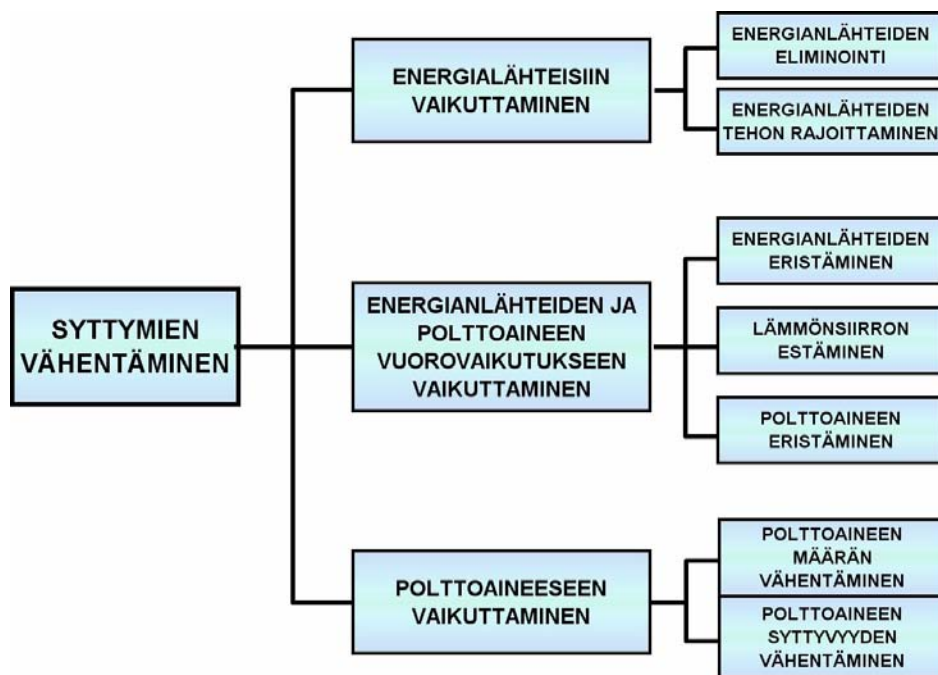 SYTTYMIEN
VÄHENTÄMINEN
ENERGIALÄHTEISIIN
VAIKUTTAMINEN
ENERGIANLÄHTEIDEN
ELIMINOINTI
ENERGIANLÄHTEIDEN
TEHON RAJOITTAMINEN
ENERGIANLÄHTEIDEN JA
POLTTOAINEEN
VUOROVAIKUTUKSEEN
VAIKUTTAMINEN
ENERGIANLÄHTEIDEN
ERISTÄMINEN
LÄMMÖNSIIRRON
ESTÄMINEN
POLTTOAINEEN
ERISTÄMINEN
POLTTOAINEESEEN
VAIKUTTAMINEN
POLTTOAINEEN
MÄÄRÄN
VÄHENTÄMINEN
POLTTOAINEEN
SYTTYVYYDEN
VÄHENTÄMINEN